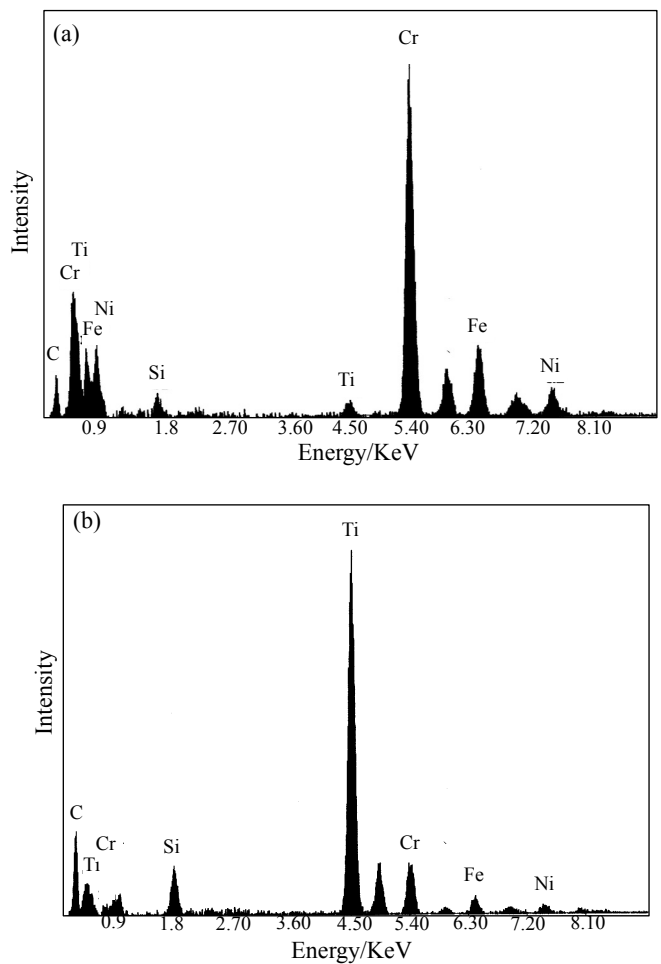 (a)
Cr
Intensity
Ti
Cr
Ni
Fe
C
Si
Ti
Fe
Ni
0.9 1.8 2.70 3.60 4.50 5.40 6.30 7.20 8.10
Energy/KeV
(b)
Ti
Intensity
C
Cr
Ti
Si
Cr
Fe
Ni
0.9 1.8 2.70 3.60 4.50 5.40 6.30 7.20 8.10
Energy/KeV